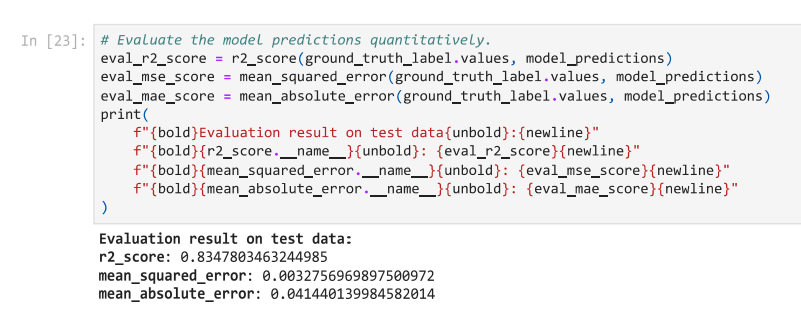 In [23]: # Evaluate the model predictions quantitatively.
eval_r2_score = r2_score(ground_truth_label.values, model_predictions)
eval_mse_score = mean_squared_error(ground_truth_label.values, model_predictions)
eval_mae_score = mean_absolute_error(ground_truth_label.values, model_predictions)
print(
    f"{bold}Evaluation result on test data{unbold}:{newline}"
    f"{bold}{r2_score.__name__}{unbold}: {eval_r2_score}{newline}"
    f"{bold}{mean_squared_error.__name__}{unbold}: {eval_mse_score}{newline}"
    f"{bold}{mean_absolute_error.__name__}{unbold}: {eval_mae_score}{newline}"
)
Evaluation result on test data:
r2_score: 0.8347803463244985
mean_squared_error: 0.0032756969897500972
mean_absolute_error: 0.041440139984582014